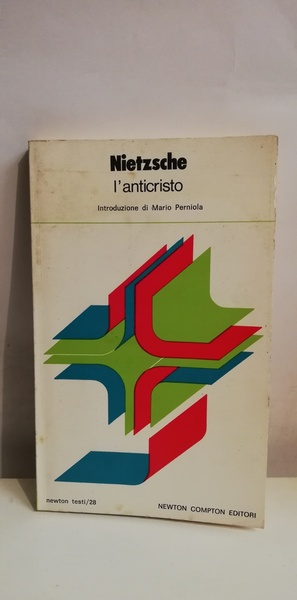 Nietzsche
l'anticristo
Introduzione di Mario Perniola
newton testi/28
NEWTON COMPTON EDITORI